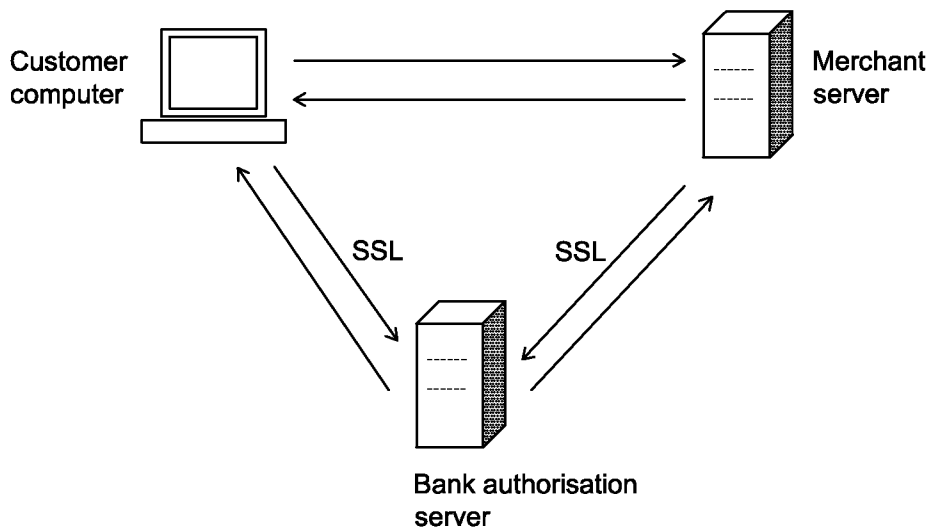 Customer
computer
Merchant
server
SSL
SSL
Bank authorisation
server